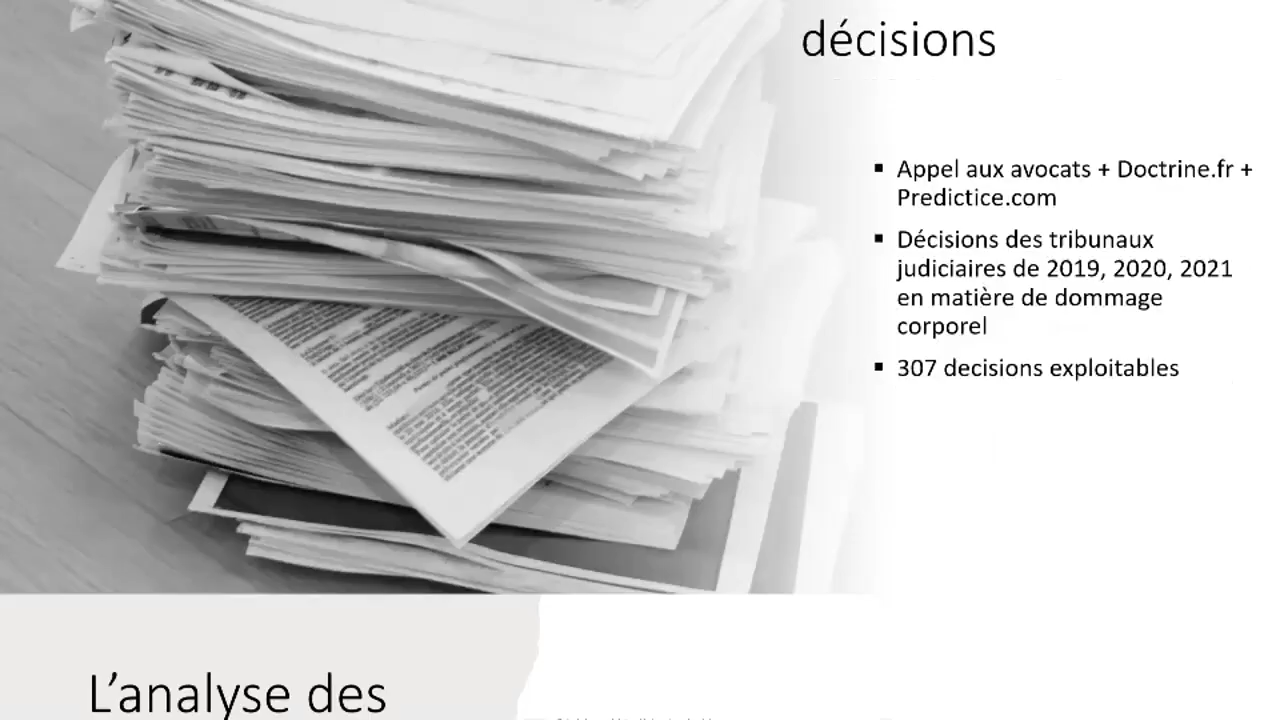 décisions
▪ Appel aux avocats + Doctrine.fr +
Predictice.com
▪ Décisions des tribunaux
judiciaires de 2019, 2020, 2021
en matière de dommage
corporel
▪ 307 decisions exploitables
L’analyse des